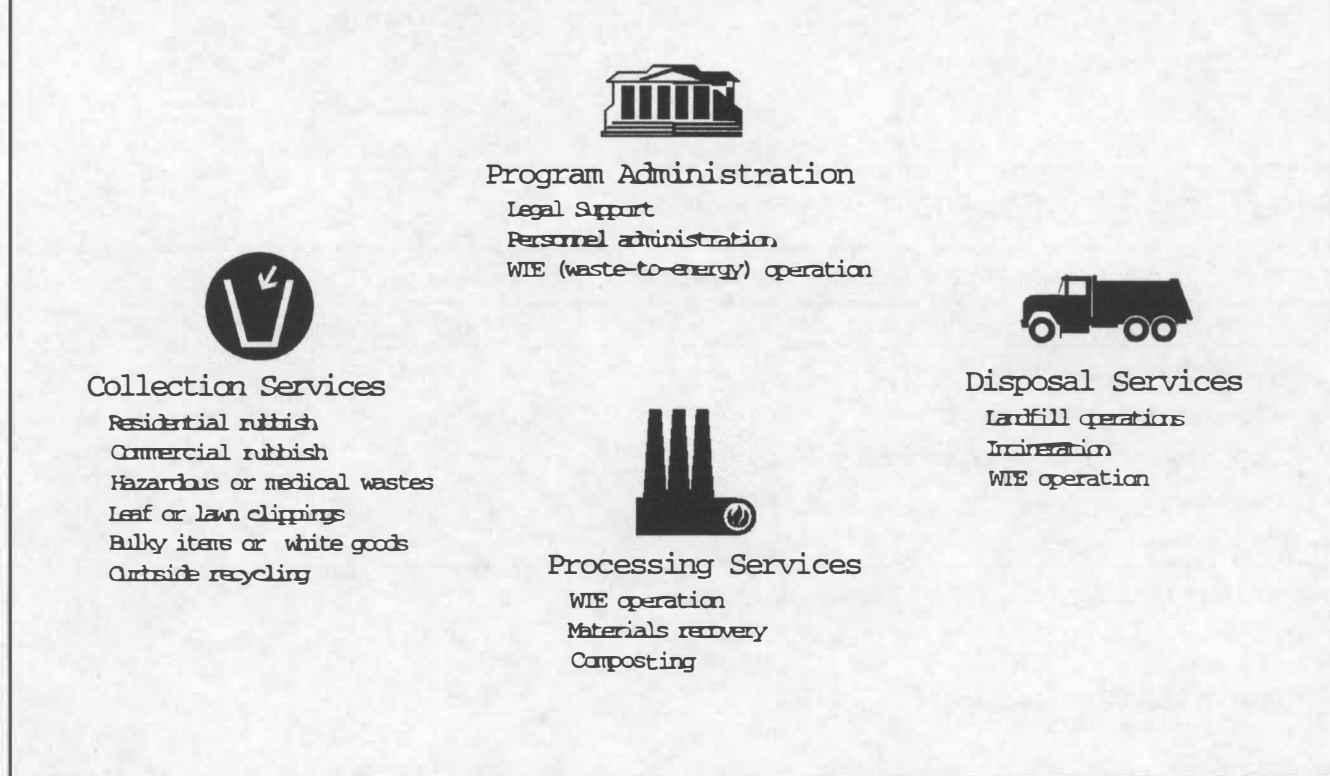 Program Administration
Legal Support
Personnel administration
WTE (waste-to-energy) operation
Collection Services
Residential rubbish
Commercial rubbish
Hazardous or medical wastes
Leaf or lawn clippings
Bulky items or white goods
Curbside recycling
Disposal Services
Landfill operations
Incineration
WTE operation
Processing Services
WTE operation
Materials recovery
Composting